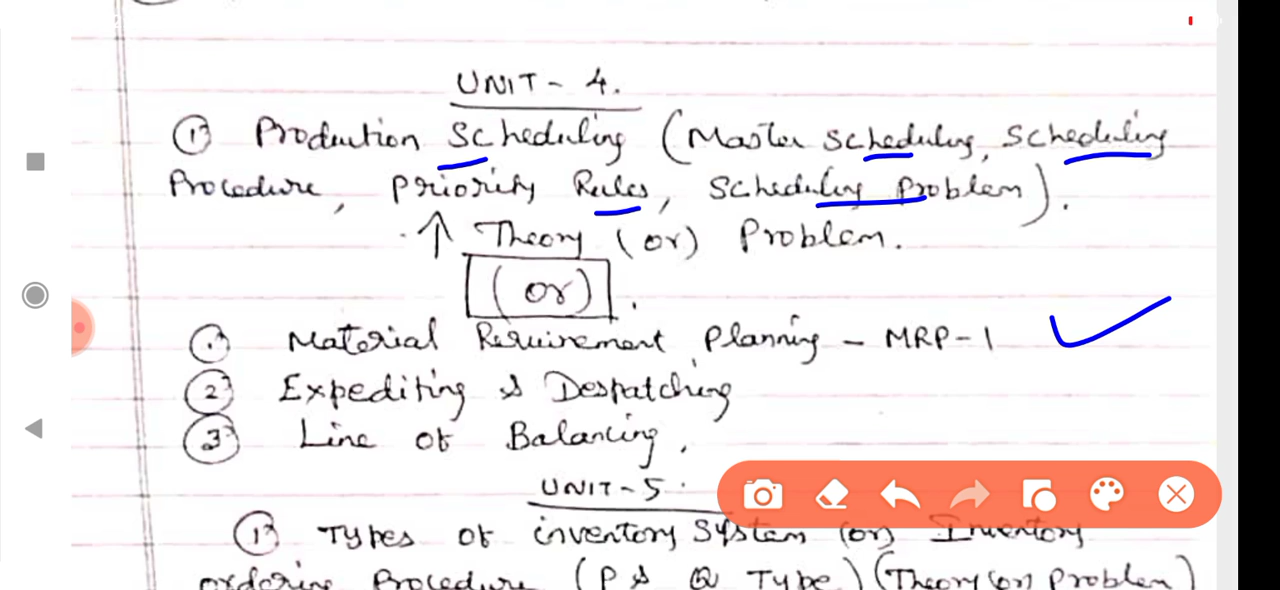 UNIT - 4.
1) Production Scheduling (Master Scheduling, Scheduling
Procedure, Priority Rules, Scheduling Problem).
↑ Theory (or) Problem.
(or).
1) Material Requirement Planning - MRP-I
2) Expediting & Despatching
3) Line of Balancing.
UNIT-5.
1) Types of inventory System (or) Inventory
ordering Procedure (P & Q Type) (Theory (or) Problem)